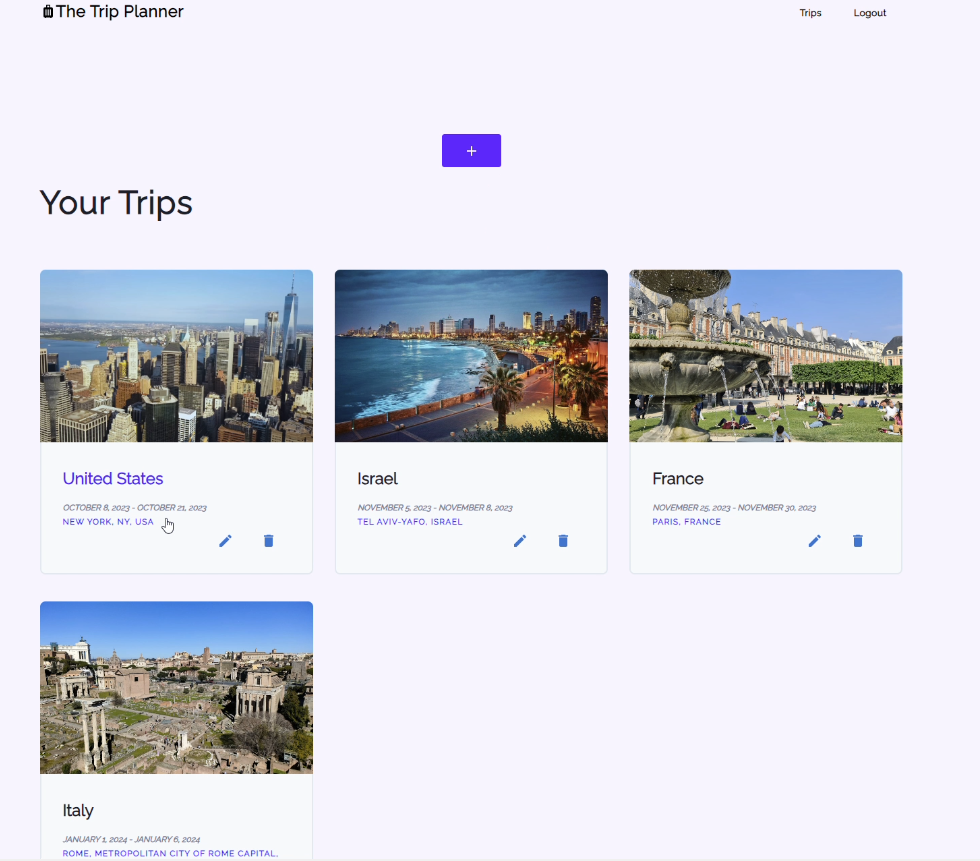 The Trip Planner
Trips Logout
+
Your Trips
United States
OCTOBER 8, 2023 - OCTOBER 21, 2023
NEW YORK, NY, USA
Israel
NOVEMBER 5, 2023 - NOVEMBER 8, 2023
TEL AVIV-YAFO, ISRAEL
France
NOVEMBER 25, 2023 - NOVEMBER 30, 2023
PARIS, FRANCE
Italy
JANUARY 1, 2024 - JANUARY 6, 2024
ROME, METROPOLITAN CITY OF ROME CAPITAL,